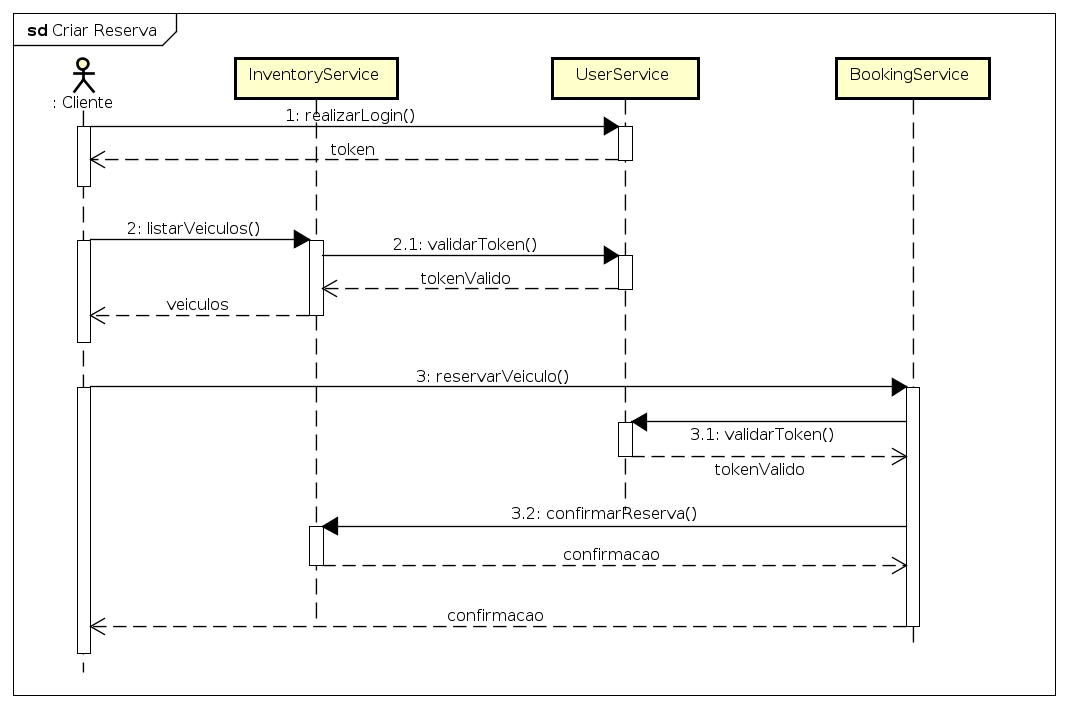 sd Criar Reserva
: Cliente
InventoryService
UserService
BookingService
1: realizarLogin()
token
2: listarVeiculos()
2.1: validarToken()
tokenValido
veiculos
3: reservarVeiculo()
3.1: validarToken()
tokenValido
3.2: confirmarReserva()
confirmacao
confirmacao